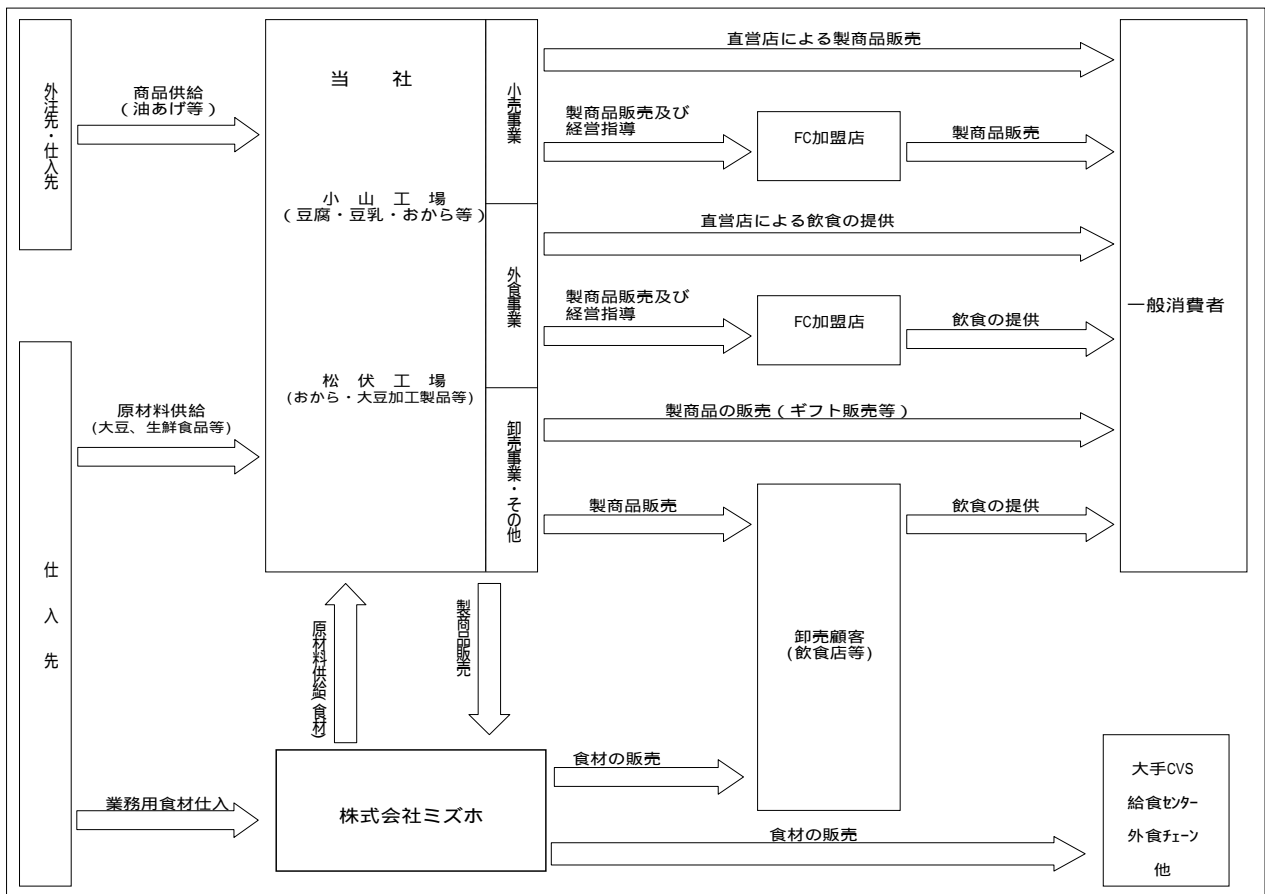 外注先・仕入先
商品供給
（油あげ等）
当　　社
小売事業
直営店による製商品販売
製商品販売及び
経営指導
FC加盟店
製商品販売
小　山　工　場
（豆腐・豆乳・おから等）
外食事業
直営店による飲食の提供
製商品販売及び
経営指導
FC加盟店
飲食の提供
一般消費者
仕　入　先
原材料供給
(大豆、生鮮食品等)
松　伏　工　場
(おから・大豆加工製品等)
卸売事業・その他
製商品の販売（ギフト販売等）
製商品販売
卸売顧客
(飲食店等)
飲食の提供
原材料供給(食材)
製商品販売
業務用食材仕入
株式会社ミズホ
食材の販売
食材の販売
大手CVS
給食ｾﾝﾀｰ
外食ﾁｪｰﾝ
他